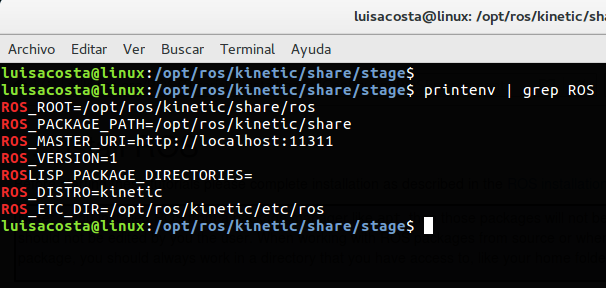 luisacosta@linux: /opt/ros/kinetic/share
Archivo Editar Ver Buscar Terminal Ayuda
luisacosta@linux:/opt/ros/kinetic/share/stage$
luisacosta@linux:/opt/ros/kinetic/share/stage$ printenv | grep ROS
ROS_ROOT=/opt/ros/kinetic/share/ros
ROS_PACKAGE_PATH=/opt/ros/kinetic/share
ROS_MASTER_URI=http://localhost:11311
ROS_VERSION=1
ROSLISP_PACKAGE_DIRECTORIES=
ROS_DISTRO=kinetic
ROS_ETC_DIR=/opt/ros/kinetic/etc/ros
luisacosta@linux:/opt/ros/kinetic/share/stage$